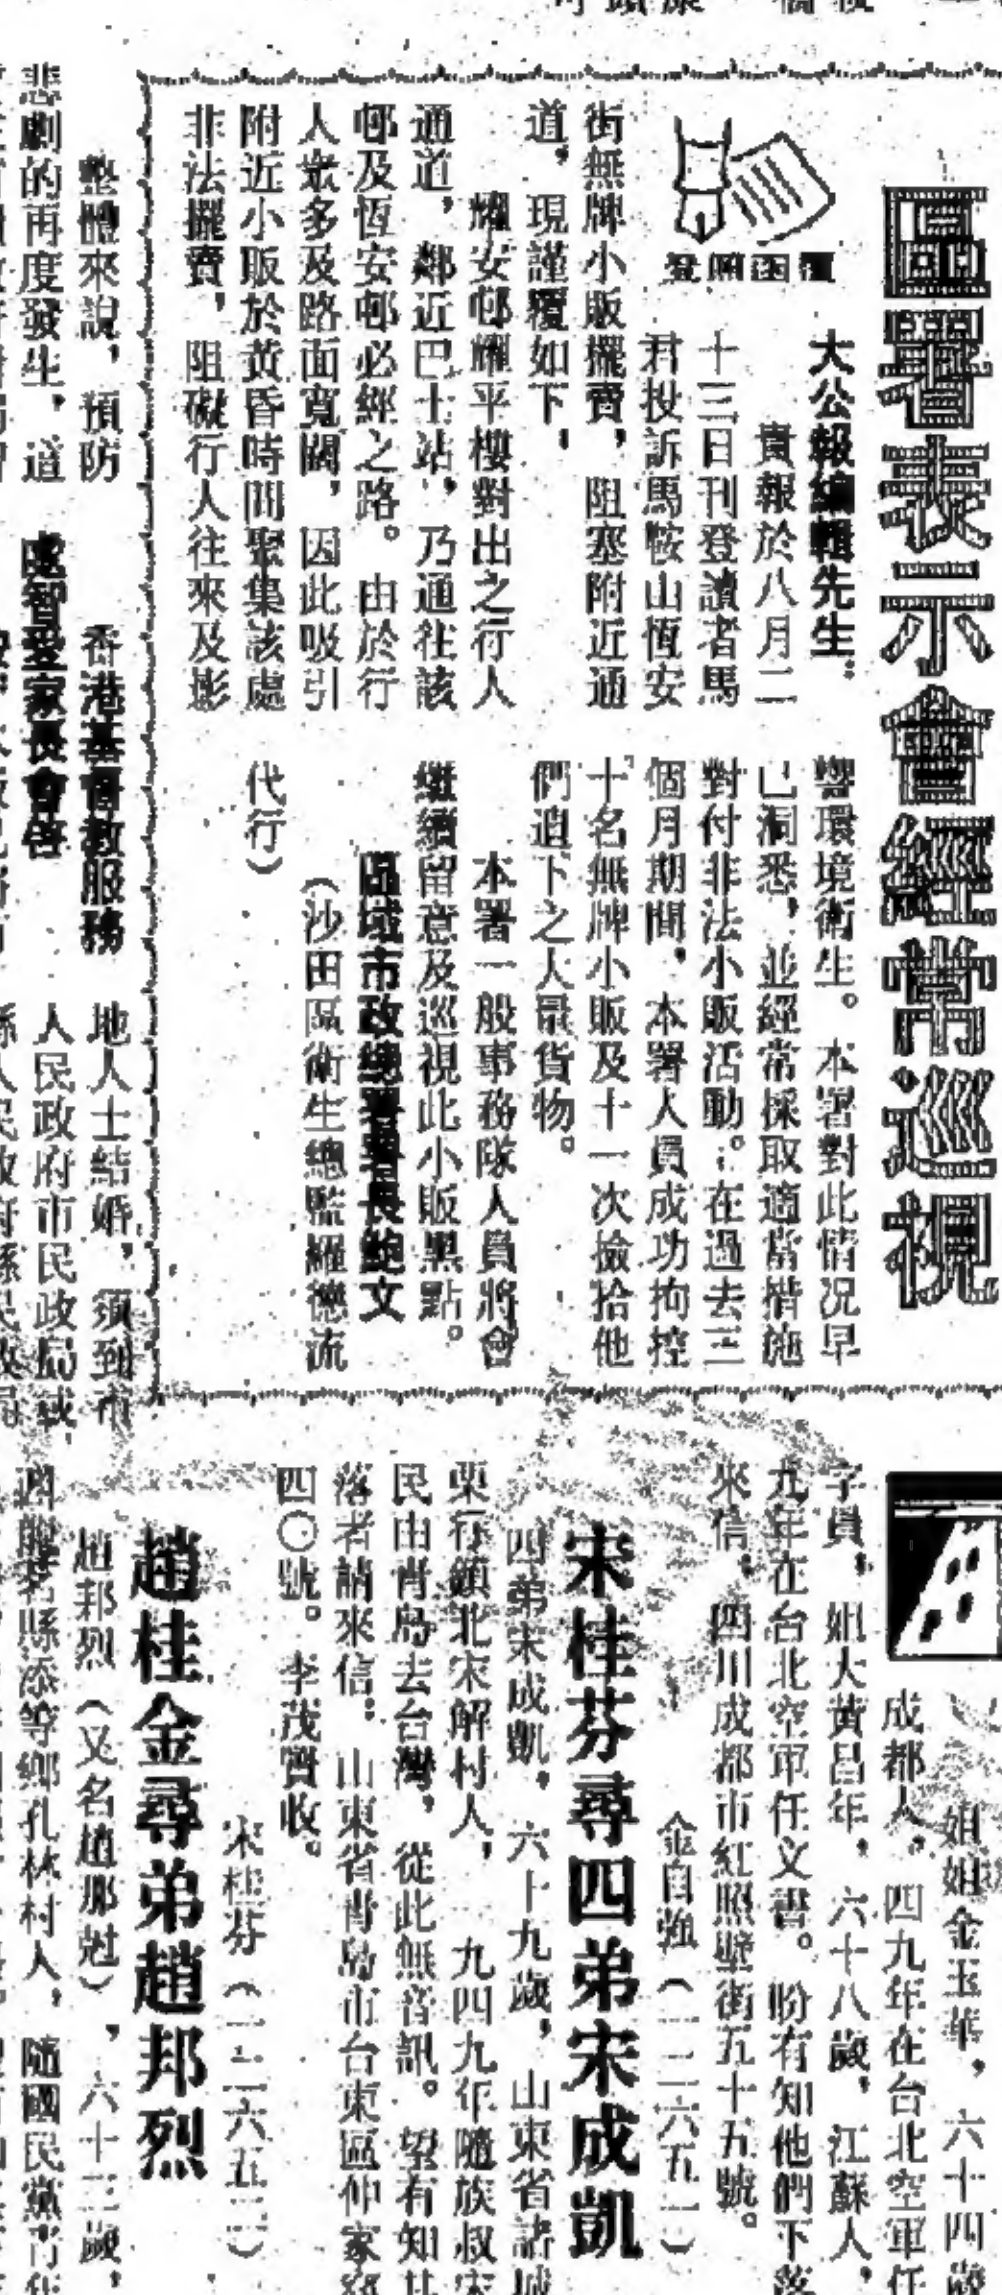 區署表示會經常巡視
覆函照登
大公報編輯先生：
貴報於八月二
十三日刊登讀者馬
君投訴馬鞍山恆安
街無牌小販擺賣，阻塞附近通
道，現謹覆如下，
耀安邨耀平樓對出之行人
通道，鄰近巴士站，乃通往該
邨及恆安邨必經之路。由於行
人衆多及路面寬闊，因此吸引
附近小販於黃昏時間聚集該處
非法擺賣，阻礙行人往來及影
響環境衛生。本署對此情况早
已洞悉，並經常採取適當措施
對付非法小販活動。在過去三
個月期間，本署人員成功拘控
十名無牌小販及十一次撿拾他
們遺下之大量貨物。
本署一般事務隊人員將會
繼續留意及巡視此小販黑點。
區域市政總署署長鮑文
（沙田區衛生總監羅德流
代行）
整體來說，預防
悲劇的再度發生，道
香港基督教服務
處智愛家長會啓
地人士結婚，須到市
人民政府市民政局或
姐姐金玉華，六十四歲
成都人，四九年在台北空軍任
字員，姐大黃昌年，六十八歲，江蘇人，
九年在台北空軍任文書。盼有知他們下落
來信，四川成都市紅照壁街五十五號。
金自強（一二六五一）
宋桂芬尋四弟宋成凱
四弟宋成凱，六十九歲，山東省諸城
栗行鎮北宋解村人，一九四九年隨族叔宋
民由青島去台灣，從此無音訊。望有知其
落者請來信：山東省青島市台東區仲家
四〇號。李茂實收。
宋桂芬（一二六五二）
趙桂金尋弟趙邦烈
趙邦烈（又名趙那尅），六十三歲，
縣添等鄉孔林村人，隨國民黨青年